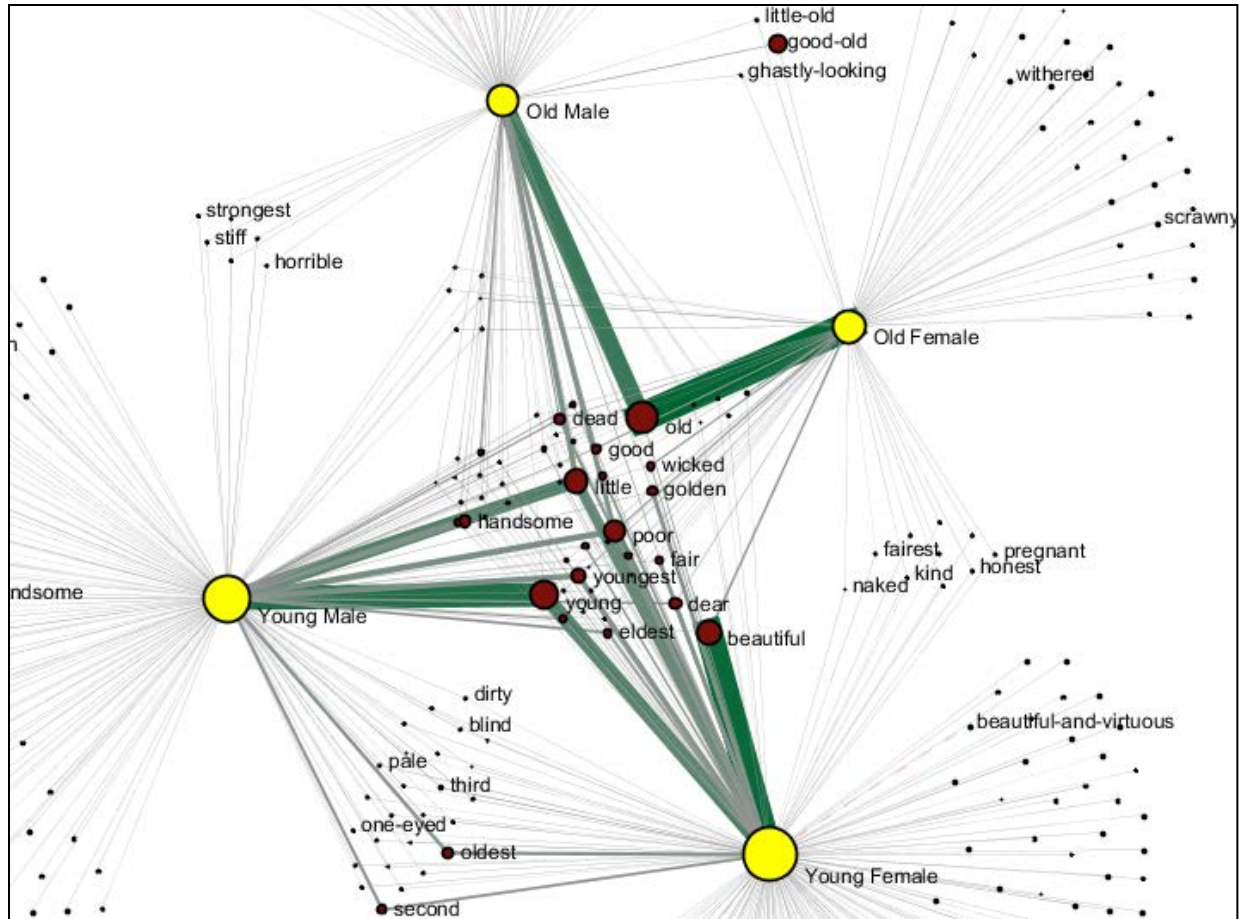 little-old
good-old
ghastly-looking
withered
Old Male
strongest
stiff
horrible
scrawny
Old Female
dead
old
good
wicked
little
golden
handsome
poor
fair
fairest
pregnant
youngest
kind
honest
naked
ndsome
young
dear
Young Male
eldest
beautiful
dirty
blind
beautiful-and-virtuous
pale
third
one-eyed
oldest
Young Female
second